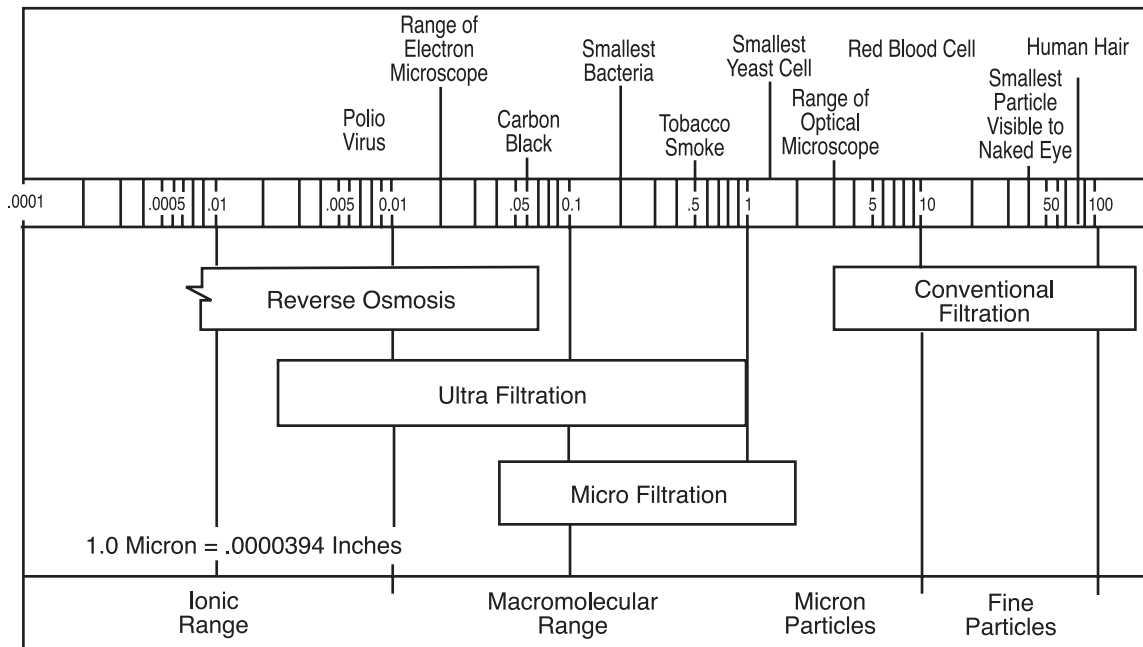 Range of
Electron
Microscope
Smallest
Bacteria
Smallest
Yeast Cell
Red Blood Cell
Human Hair
Polio
Virus
Carbon
Black
Tobacco
Smoke
Range of
Optical
Microscope
Smallest
Particle
Visible to
Naked Eye
.0001 .0005 .01 .005 0.01 .05 0.1 .5 1 5 10 50 100
Reverse Osmosis
Conventional
Filtration
Ultra Filtration
Micro Filtration
1.0 Micron = .0000394 Inches
Ionic
Range
Macromolecular
Range
Micron
Particles
Fine
Particles